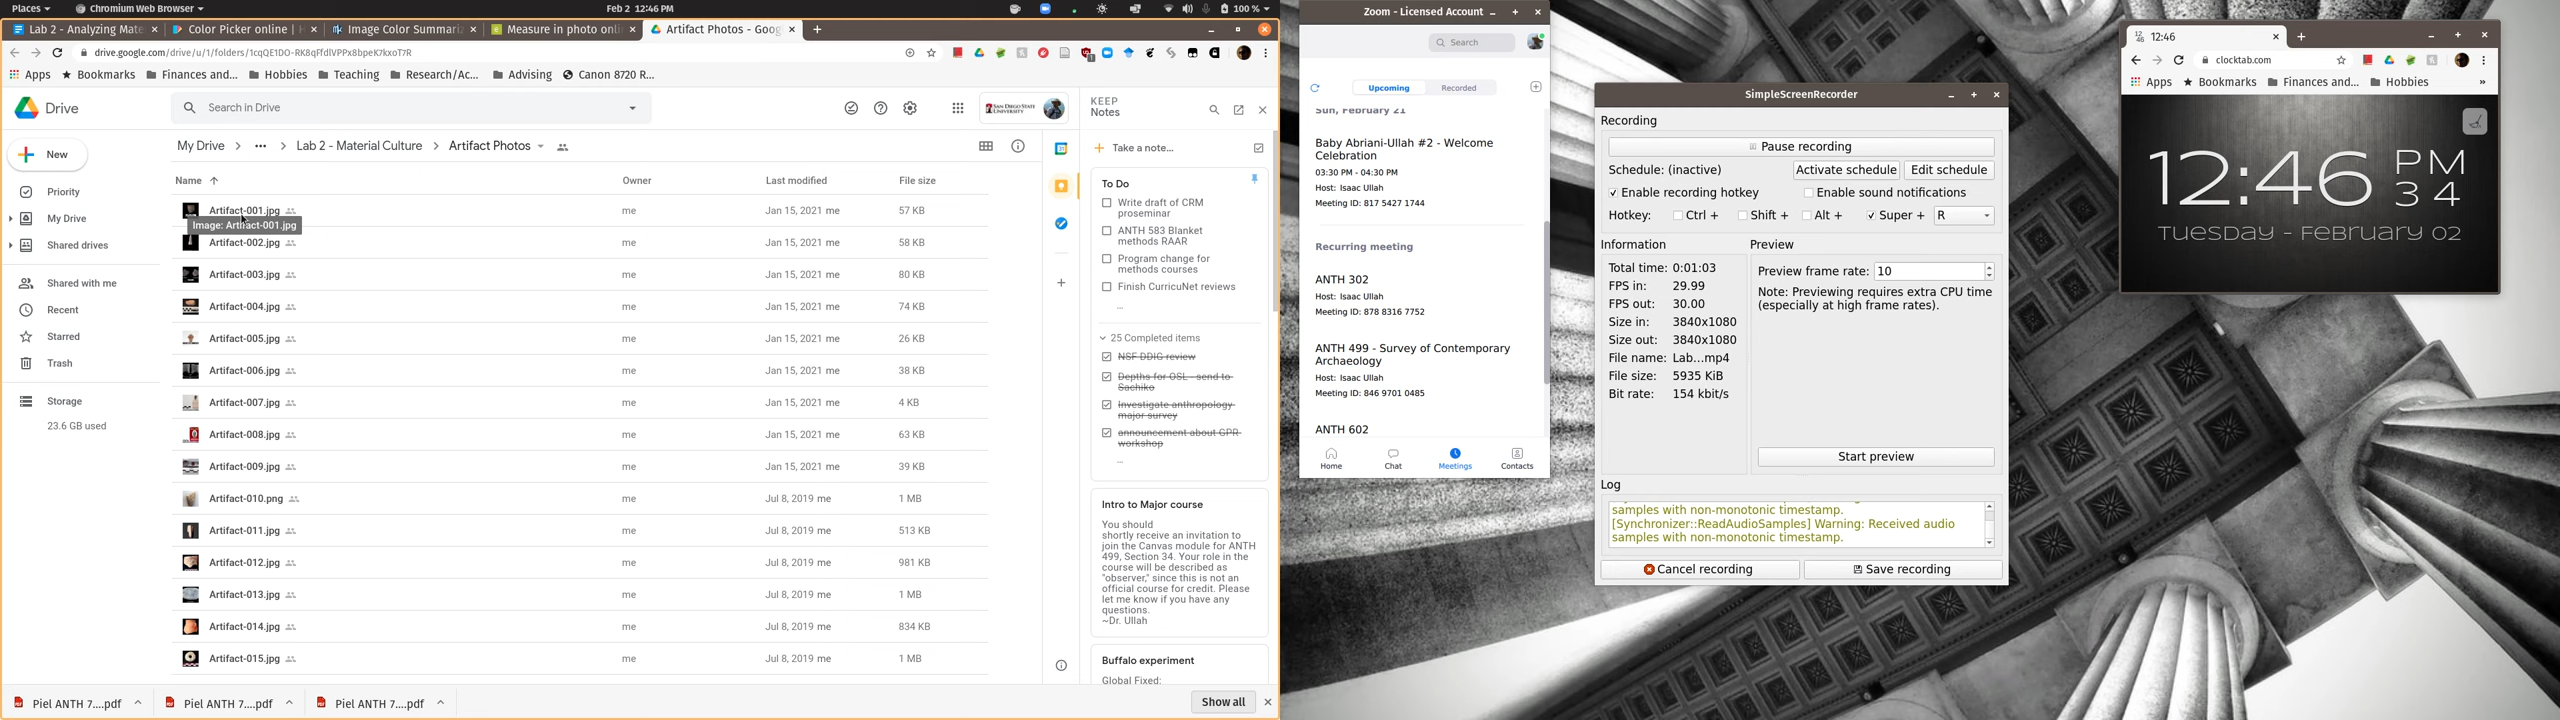 Places
Chromium Web Browser
Feb 2 12:46 PM
100 %
Lab 2 - Analyzing Mate
Color Picker online | H
Image Color Summariz
Measure in photo onli
Artifact Photos - Goog
drive.google.com/drive/u/1/folders/1cqQE1DO-RK8qFfdlVPPx8bpeK7kxoT7R
Apps
Bookmarks
Finances and...
Hobbies
Teaching
Research/Ac...
Advising
Canon 8720 R...
Drive
Search in Drive
SAN DIEGO STATE
UNIVERSITY
New
Priority
My Drive
Shared drives
Shared with me
Recent
Starred
Trash
Storage
23.6 GB used
My Drive > ... > Lab 2 - Material Culture > Artifact Photos
Name Owner Last modified File size
Artifact-001.jpg me Jan 15, 2021 me 57 KB
Image: Artifact-001.jpg
Artifact-002.jpg me Jan 15, 2021 me 58 KB
Artifact-003.jpg me Jan 15, 2021 me 80 KB
Artifact-004.jpg me Jan 15, 2021 me 74 KB
Artifact-005.jpg me Jan 15, 2021 me 26 KB
Artifact-006.jpg me Jan 15, 2021 me 38 KB
Artifact-007.jpg me Jan 15, 2021 me 4 KB
Artifact-008.jpg me Jan 15, 2021 me 63 KB
Artifact-009.jpg me Jan 15, 2021 me 39 KB
Artifact-010.png me Jul 8, 2019 me 1 MB
Artifact-011.jpg me Jul 8, 2019 me 513 KB
Artifact-012.jpg me Jul 8, 2019 me 981 KB
Artifact-013.jpg me Jul 8, 2019 me 1 MB
Artifact-014.jpg me Jul 8, 2019 me 834 KB
Artifact-015.jpg me Jul 8, 2019 me 1 MB
KEEP
Notes
Take a note...
To Do
Write draft of CRM
proseminar
ANTH 583 Blanket
methods RAAR
Program change for
methods courses
Finish CurricuNet reviews
...
25 Completed items
NSF DDIG review
Depths for OSL - send to
Sachiko
Investigate anthropology
major survey
announcement about GPR
workshop
...
Intro to Major course
You should
shortly receive an invitation to
join the Canvas module for ANTH
499, Section 34. Your role in the
course will be described as
"observer," since this is not an
official course for credit. Please
let me know if you have any
questions.
~Dr. Ullah
Buffalo experiment
Global Fixed:
Piel ANTH 7....pdf
Piel ANTH 7....pdf
Piel ANTH 7....pdf
Show all
Zoom - Licensed Account
Search
Upcoming
Recorded
Sun, February 21
Baby Abriani-Ullah #2 - Welcome
Celebration
03:30 PM - 04:30 PM
Host: Isaac Ullah
Meeting ID: 817 5427 1744
Recurring meeting
ANTH 302
Host: Isaac Ullah
Meeting ID: 878 8316 7752
ANTH 499 - Survey of Contemporary
Archaeology
Host: Isaac Ullah
Meeting ID: 846 9701 0485
ANTH 602
Home
Chat
Meetings
Contacts
SimpleScreenRecorder
Recording
Pause recording
Schedule: (inactive)
Activate schedule
Edit schedule
Enable recording hotkey
Enable sound notifications
Hotkey: Ctrl + Shift + Alt + Super + R
Information
Total time: 0:01:03
FPS in: 29.99
FPS out: 30.00
Size in: 3840x1080
Size out: 3840x1080
File name: Lab...mp4
File size: 5935 KiB
Bit rate: 154 kbit/s
Preview
Preview frame rate: 10
Note: Previewing requires extra CPU time
(especially at high frame rates).
Start preview
Log
samples with non-monotonic timestamp.
[Synchronizer::ReadAudioSamples] Warning: Received audio
samples with non-monotonic timestamp.
Cancel recording
Save recording
12:46
clocktab.com
Apps
Bookmarks
Finances and...
Hobbies
»
12:46 PM
34
Tuesday - February 02